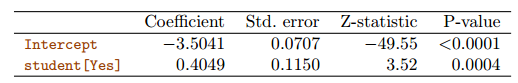 Coefficient Std. error Z-statistic P-value
Intercept −3.5041 0.0707 −49.55 <0.0001
student[Yes] 0.4049 0.1150 3.52 0.0004